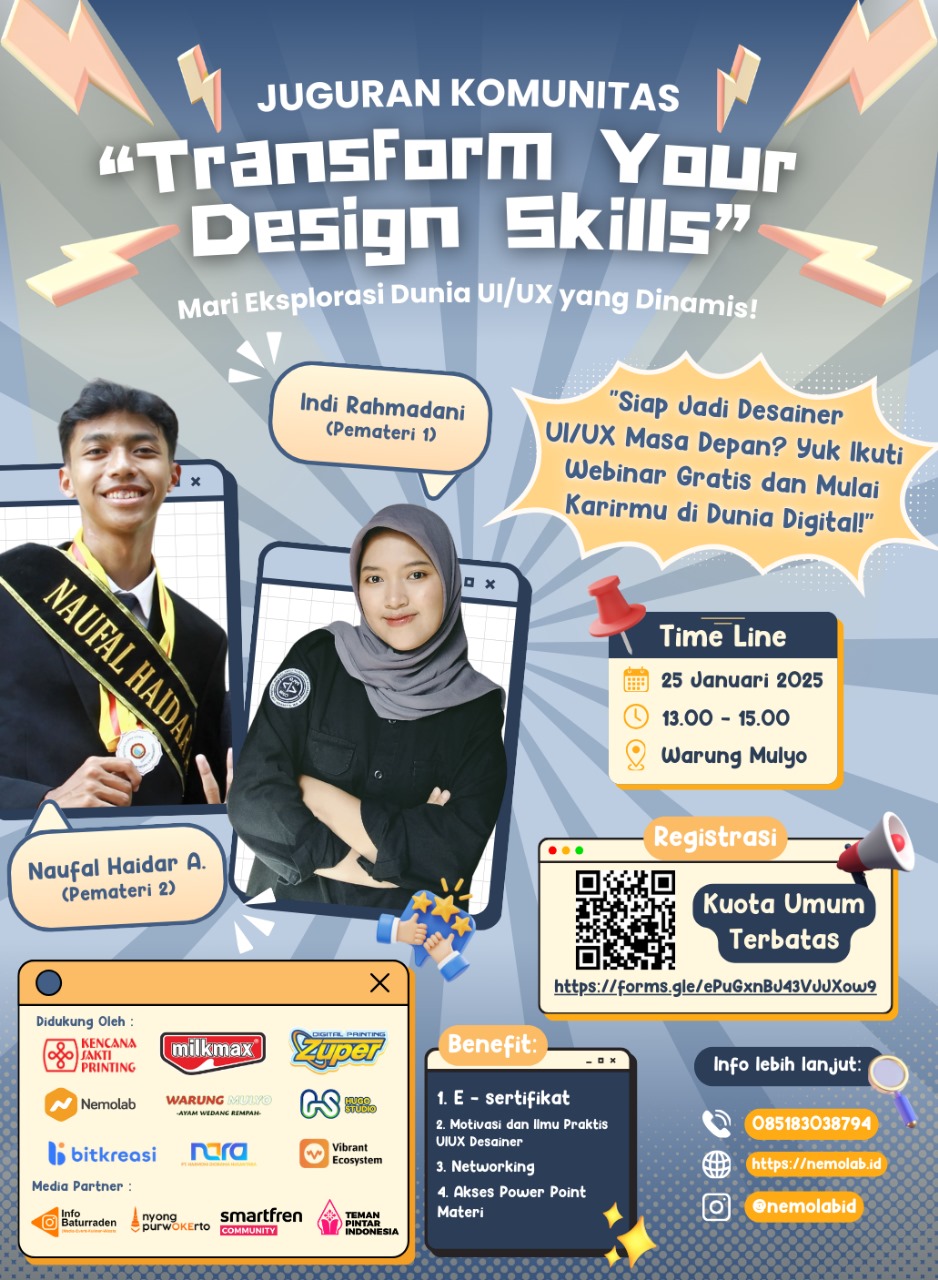 JUGURAN KOMUNITAS
“Transform Your
Design Skills”
Mari Eksplorasi Dunia UI/UX yang Dinamis!
Indi Rahmadani
(Pemateri 1)
"Siap Jadi Desainer
UI/UX Masa Depan? Yuk Ikuti
Webinar Gratis dan Mulai
Karirmu di Dunia Digital!"
NAUFAL HAIDAR
Time Line
25 Januari 2025
13.00 - 15.00
Warung Mulyo
Naufal Haidar A.
(Pemateri 2)
Registrasi
Kuota Umum
Terbatas
https://forms.gle/ePuGxnBJ43VJJXow9
Didukung Oleh :
KENCANA
SAKTI
PRINTING
milkmax
DIGITAL PRINTING
Zuper
Nemolab
WARUNG MULYO
-AYAM WEDANG REMPAH-
HUGO
STUDIO
bitkreasi
nara
Vibrant
Ecosystem
Media Partner :
Info
Baturraden
nyong
purwOKErto
smartfren
COMMUNITY
TEMAN
PINTAR
INDONESIA
Benefit:
1. E - sertifikat
2. Motivasi dan Ilmu Praktis
UIUX Desainer
3. Networking
4. Akses Power Point
Materi
Info lebih lanjut:
085183038794
https://nemolab.id
@nemolabid